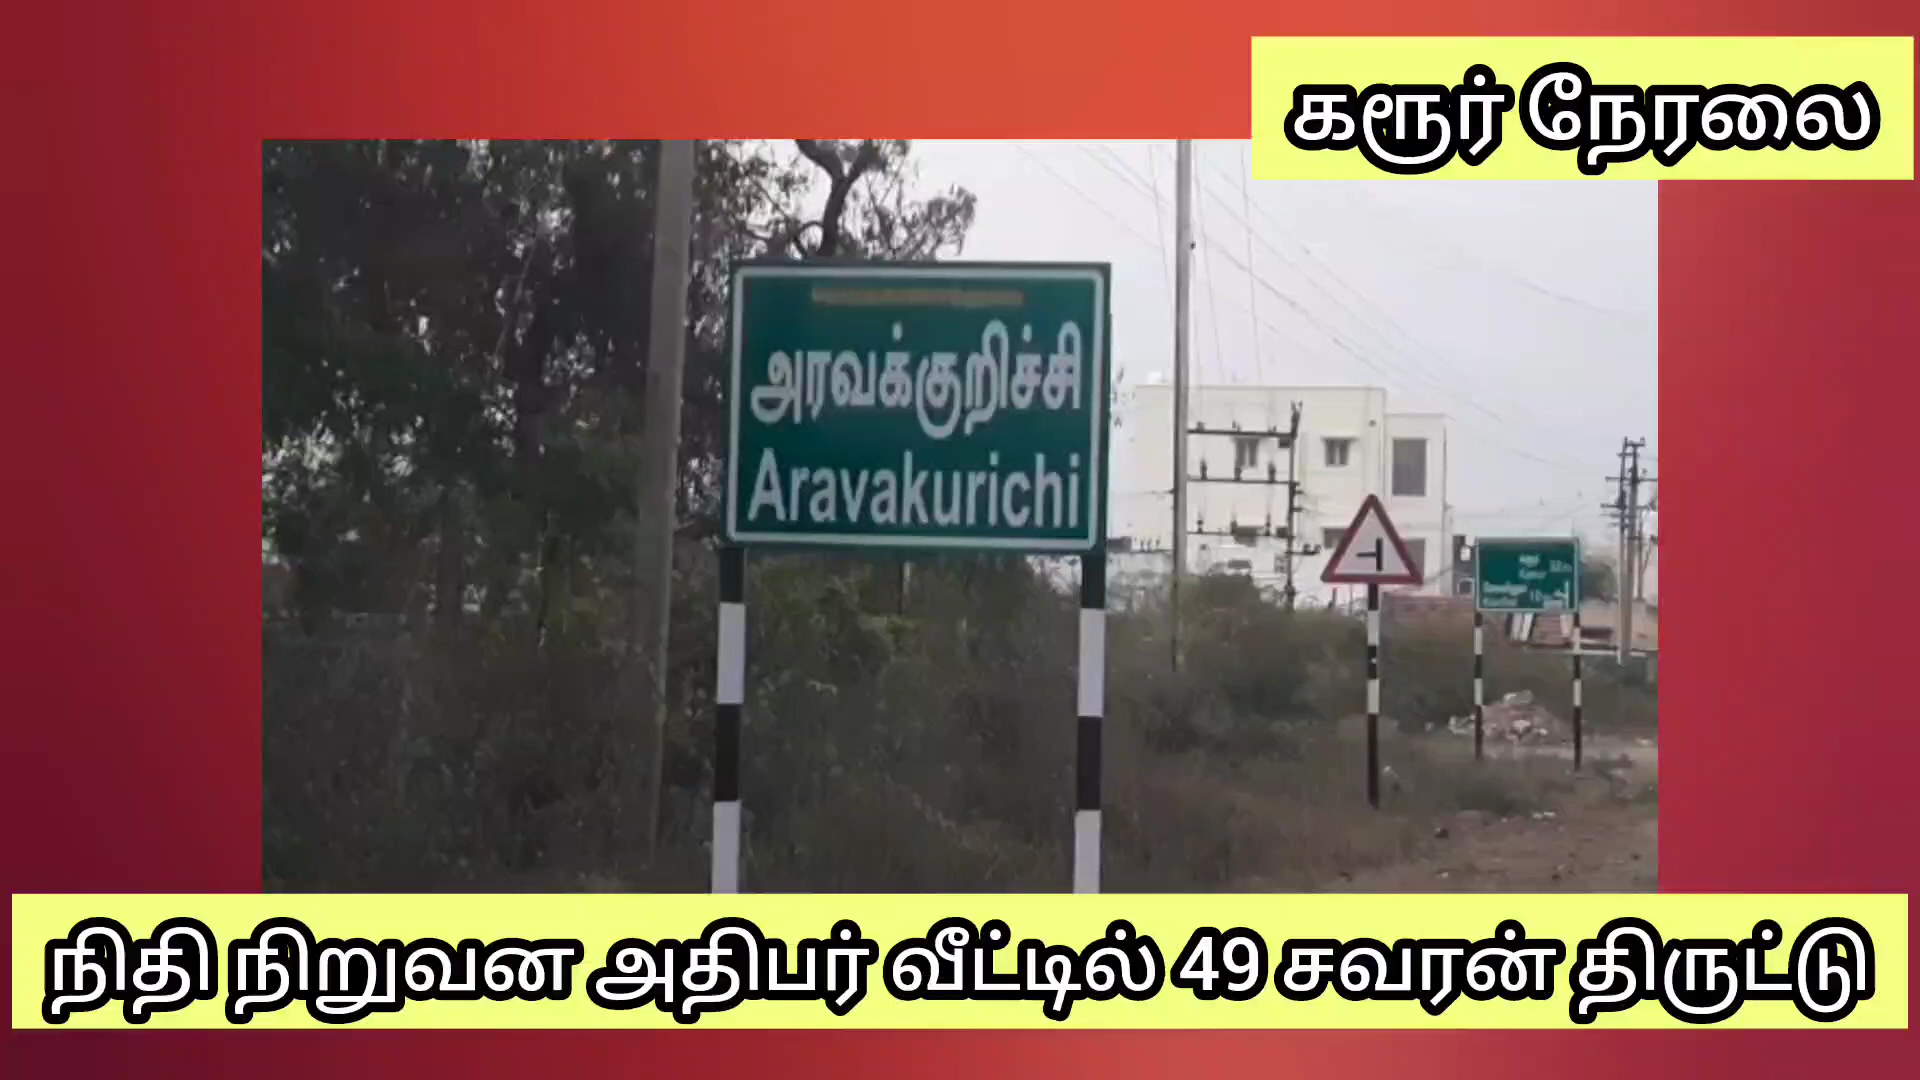 கரூர் நேரலை
அரவக்குறிச்சி
Aravakurichi
நிதி நிறுவன அதிபர் வீட்டில் 49 சவரன் திருட்டு